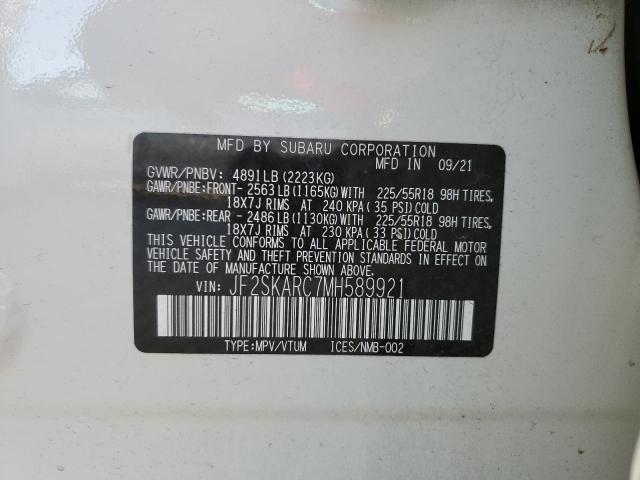 MFD BY SUBARU CORPORATION
MFD IN 09/21
GVWR/PNBV: 4891LB(2223KG)
GAWR/PNBE:FRONT- 2563LB(1165KG)WITH 225/55R18 98H TIRES,
18X7J RIMS AT 240 KPA( 35 PSI)COLD
GAWR/PNBE:REAR - 2486LB(1130KG)WITH 225/55R18 98H TIRES,
18X7J RIMS AT 230 KPA( 33 PSI)COLD
THIS VEHICLE CONFORMS TO ALL APPLICABLE FEDERAL MOTOR
VEHICLE SAFETY AND THEFT PREVENTION STANDARDS IN EFFECT
ON THE DATE OF MANUFACTURE SHOWN ABOVE.
VIN: JF2SKARC7MH589921
TYPE:MPV/VTUM ICES/NMB-002